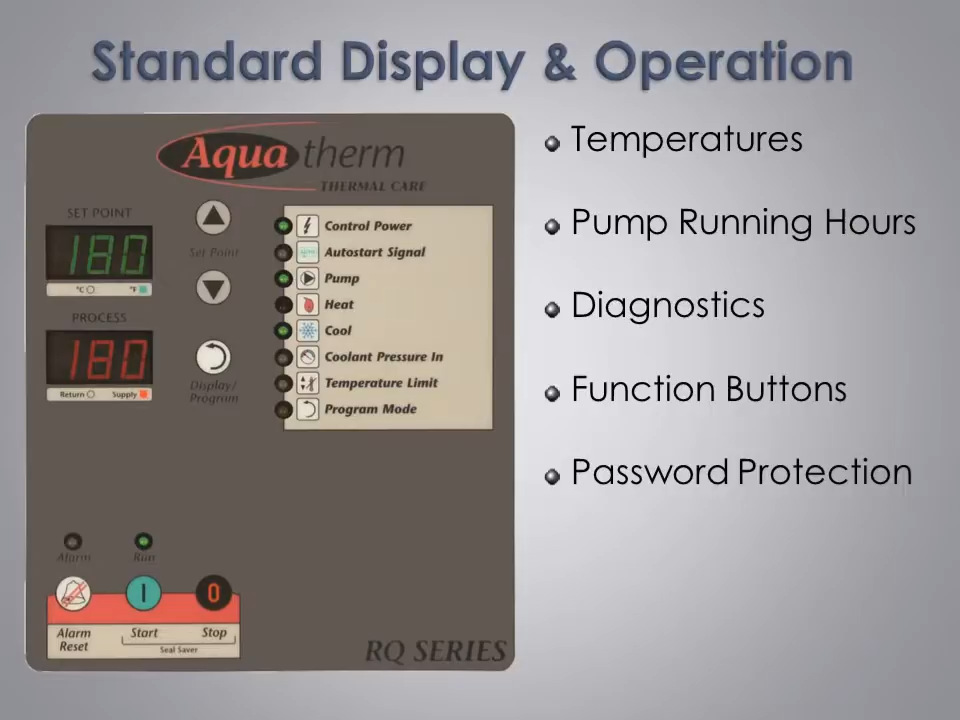 Standard Display & Operation
Aqua therm
THERMAL CARE
SET POINT
180
°C °F
Set Point
PROCESS
180
Return Supply
Display/
Program
Control Power
Autostart Signal
Pump
Heat
Cool
Coolant Pressure In
Temperature Limit
Program Mode
Alarm
Run
I
0
Alarm
Reset
Start
Stop
Seal Saver
RQ SERIES
Temperatures
Pump Running Hours
Diagnostics
Function Buttons
Password Protection